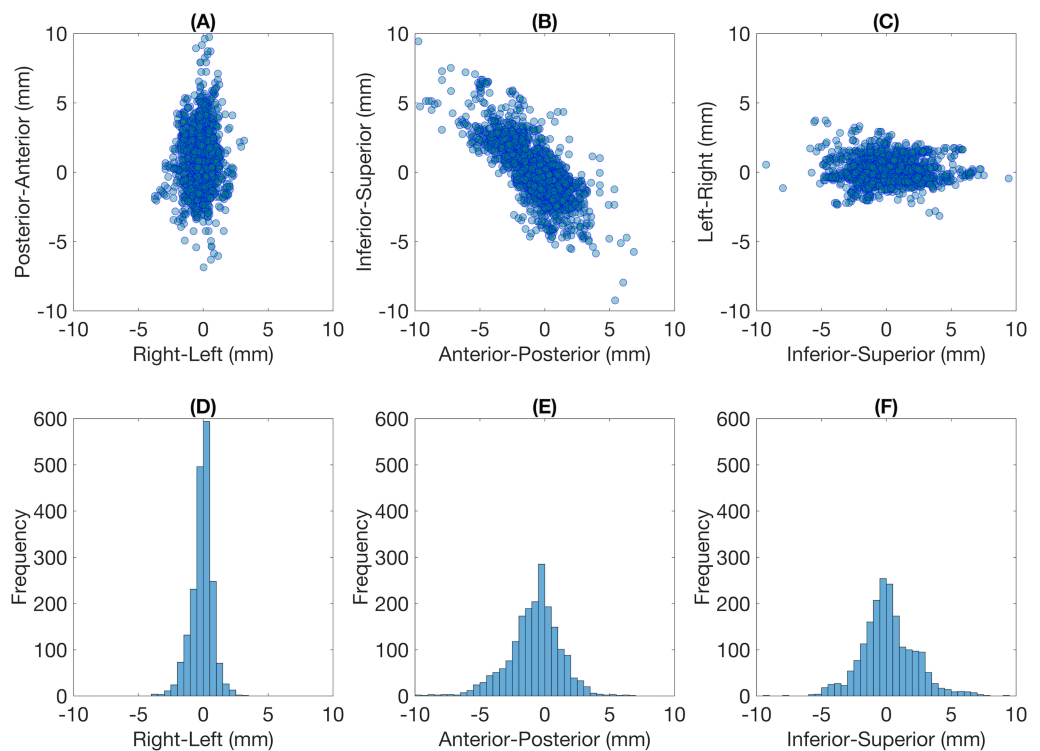 (A)
(B)
(C)
10
5
0
-5
-10
Posterior-Anterior (mm)
-10 -5 0 5 10
Right-Left (mm)
10
5
0
-5
-10
Inferior-Superior (mm)
-10 -5 0 5 10
Anterior-Posterior (mm)
10
5
0
-5
-10
Left-Right (mm)
-10 -5 0 5 10
Inferior-Superior (mm)
(D)
(E)
(F)
600
500
400
300
200
100
0
Frequency
-10 -5 0 5 10
Right-Left (mm)
600
500
400
300
200
100
0
Frequency
-10 -5 0 5 10
Anterior-Posterior (mm)
600
500
400
300
200
100
0
Frequency
-10 -5 0 5 10
Inferior-Superior (mm)